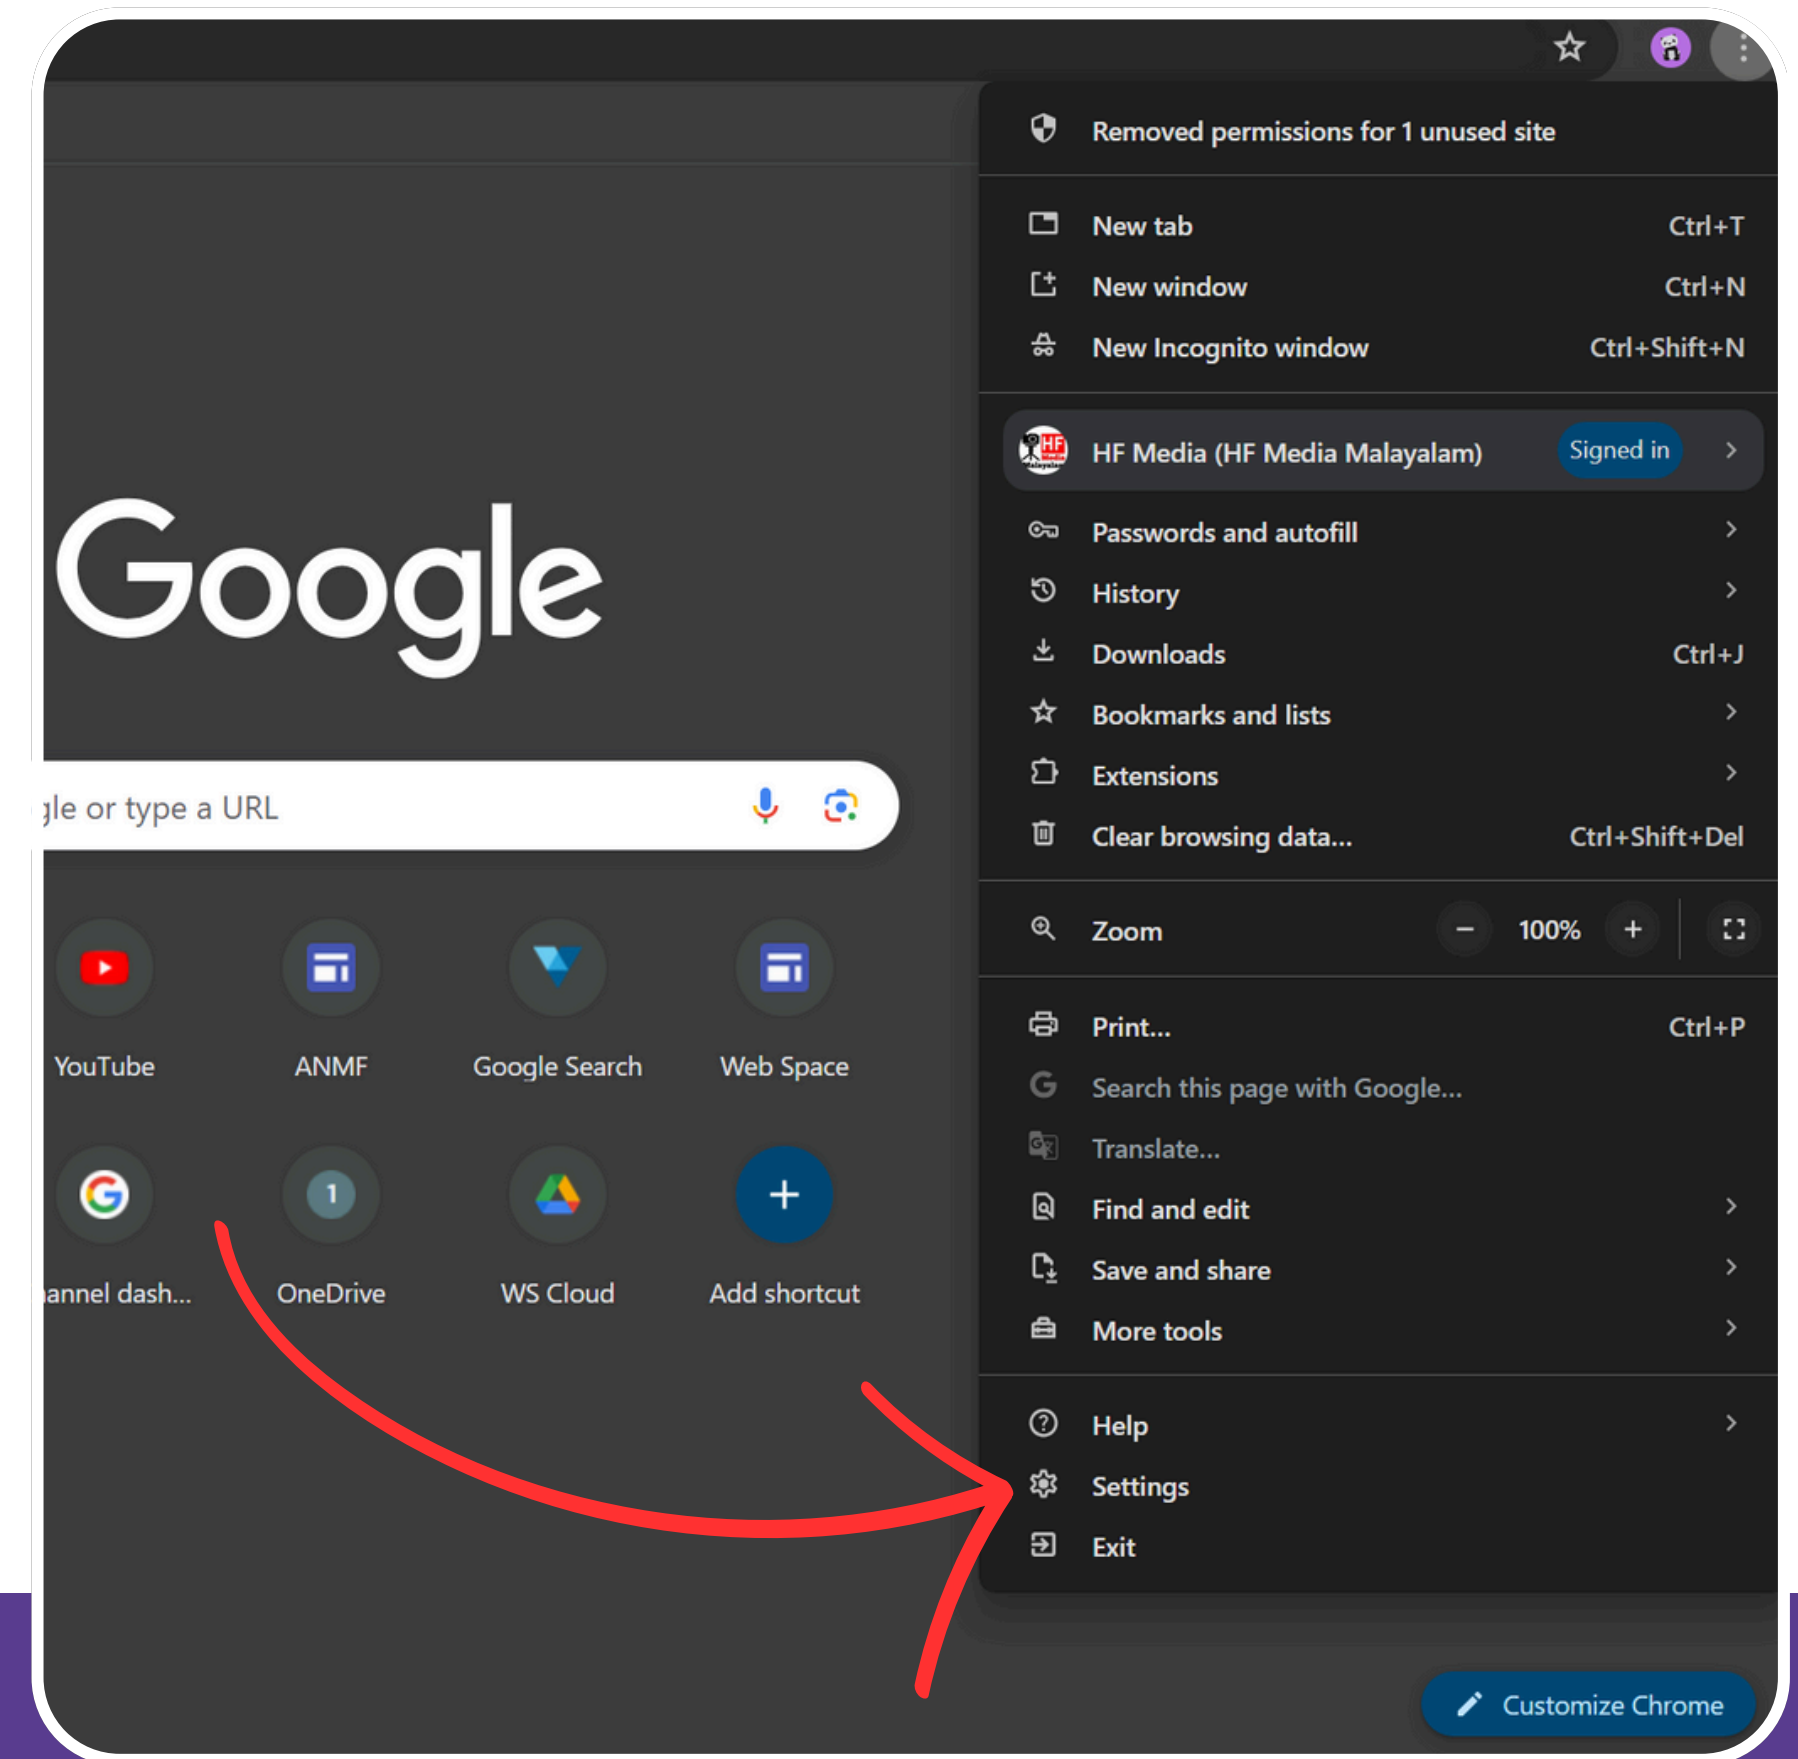 Removed permissions for 1 unused site
New tab Ctrl+T
New window Ctrl+N
New Incognito window Ctrl+Shift+N
HF Media (HF Media Malayalam) Signed in
Passwords and autofill
History
Downloads Ctrl+J
Bookmarks and lists
Extensions
Clear browsing data... Ctrl+Shift+Del
Zoom − 100% +
Print... Ctrl+P
Search this page with Google...
Translate...
Find and edit
Save and share
More tools
Help
Settings
Exit
Google
gle or type a URL
YouTube ANMF Google Search Web Space
1
annel dash... OneDrive WS Cloud Add shortcut
Customize Chrome